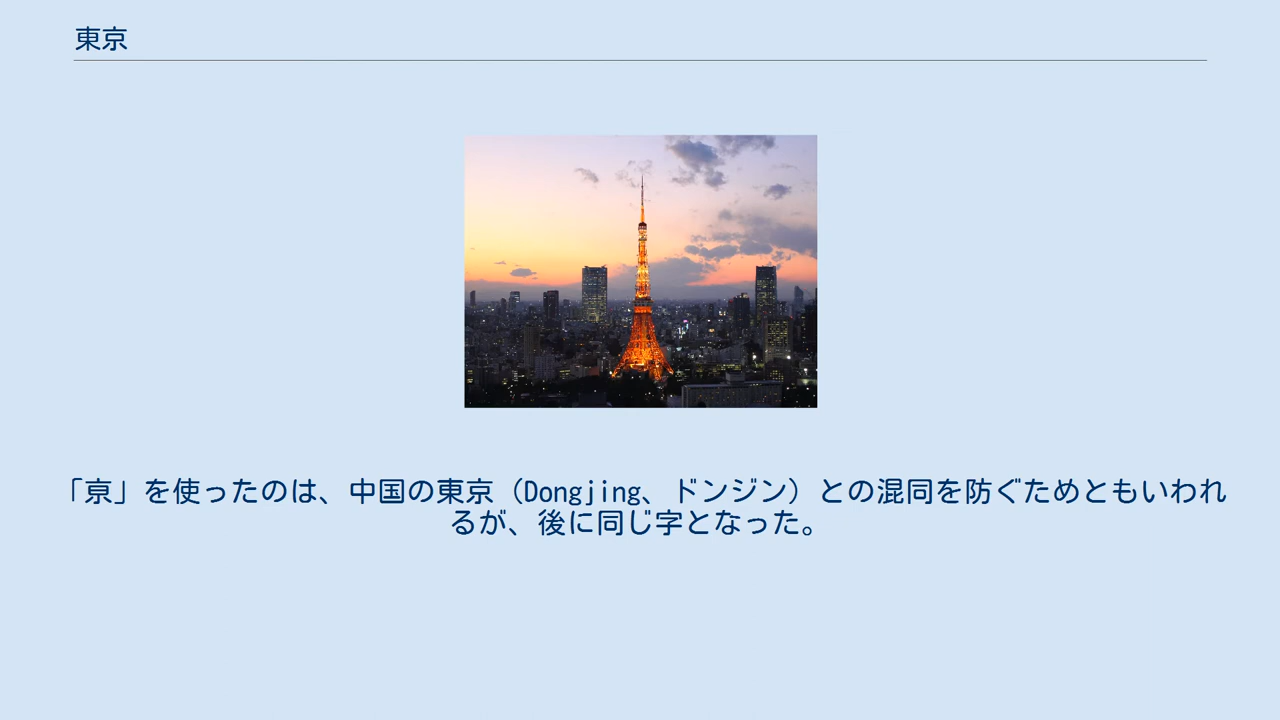 東京
「亰」を使ったのは、中国の東京（Dongjing、ドンジン）との混同を防ぐためともいわれ
るが、後に同じ字となった。